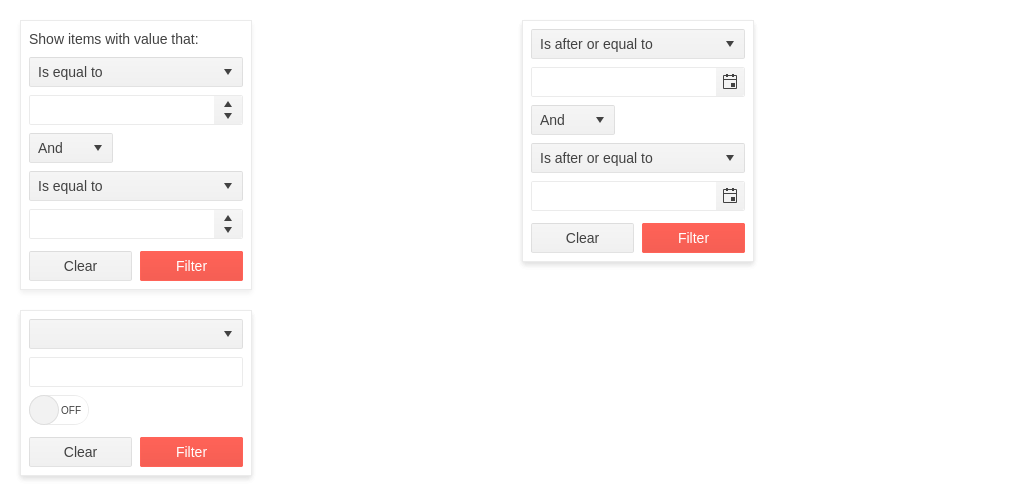 Show items with value that:
Is equal to
And
Is equal to
Clear Filter
OFF
Clear Filter
Is after or equal to
And
Is after or equal to
Clear Filter